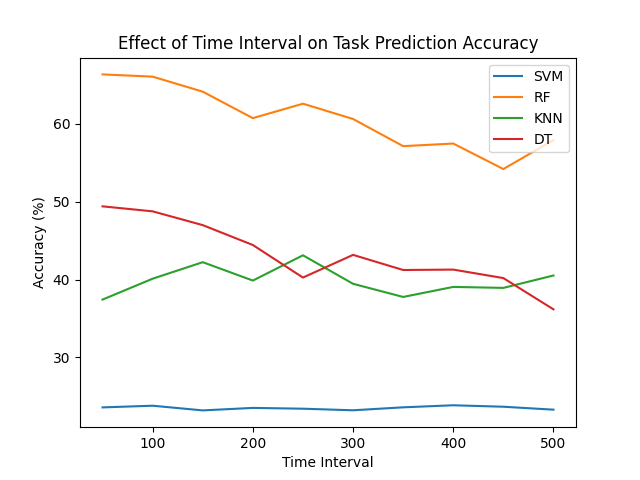 Effect of Time Interval on Task Prediction Accuracy
SVM
RF
KNN
DT
60
50
40
30
Accuracy (%)
100 200 300 400 500
Time Interval